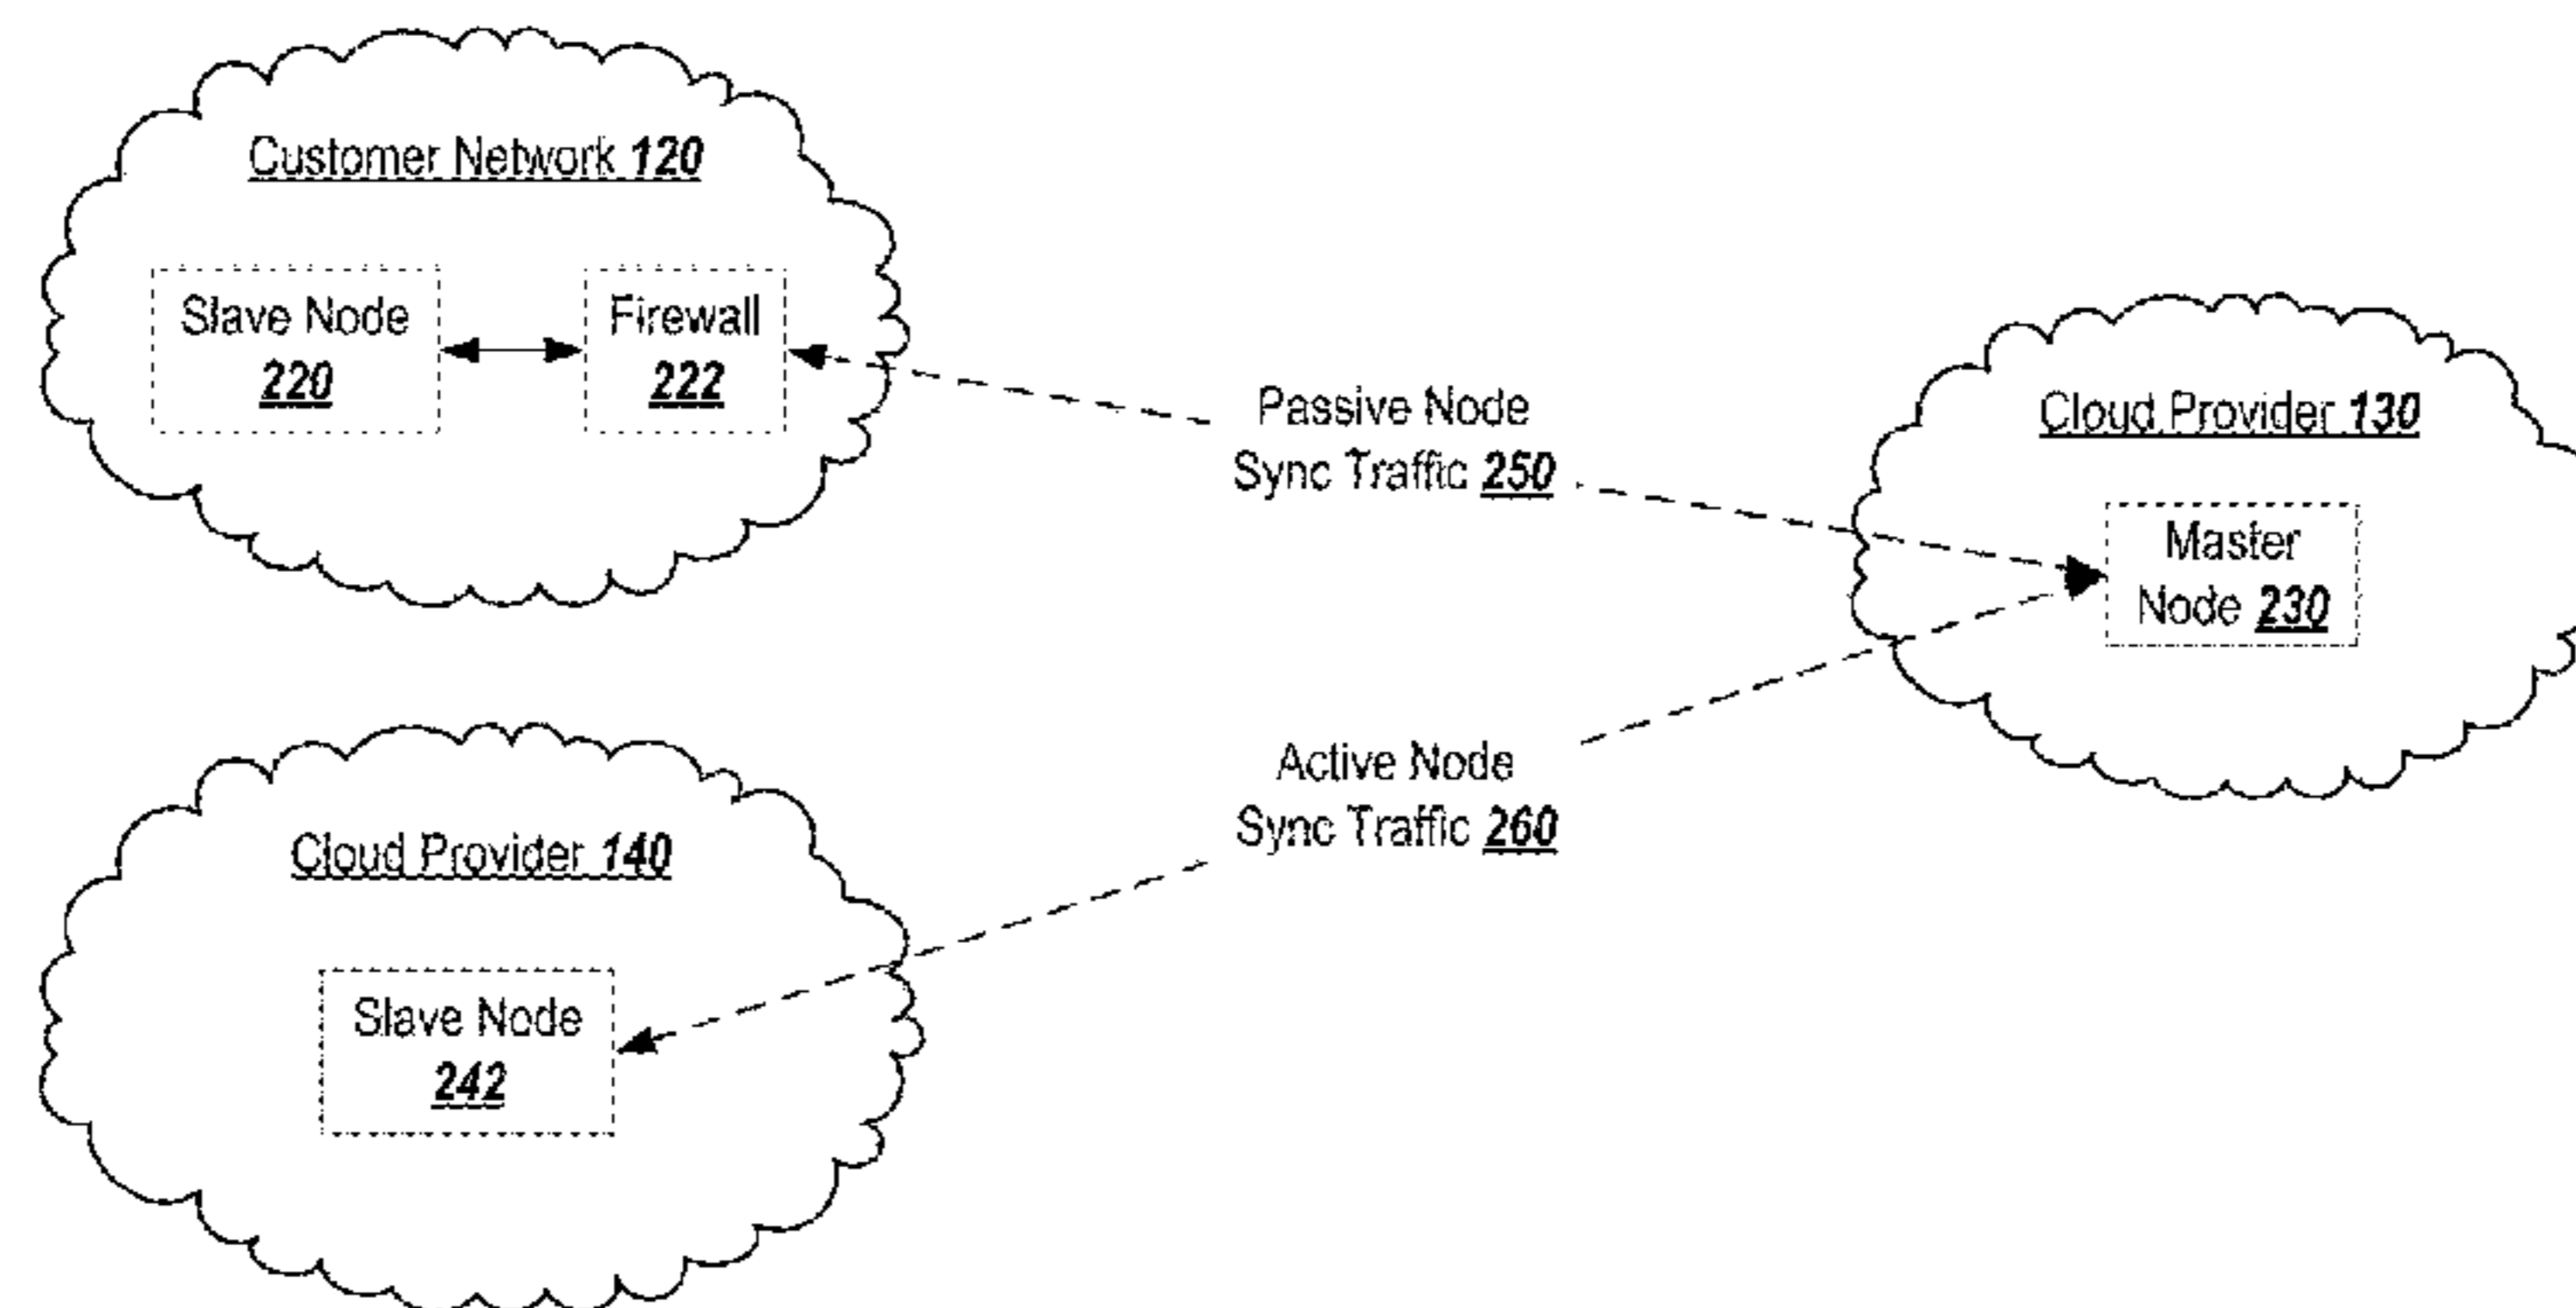 Customer Network 120
Slave Node
220
Firewall
222
Passive Node
Sync Traffic 250
Cloud Provider 130
Master
Node 230
Active Node
Sync Traffic 260
Cloud Provider 140
Slave Node
242